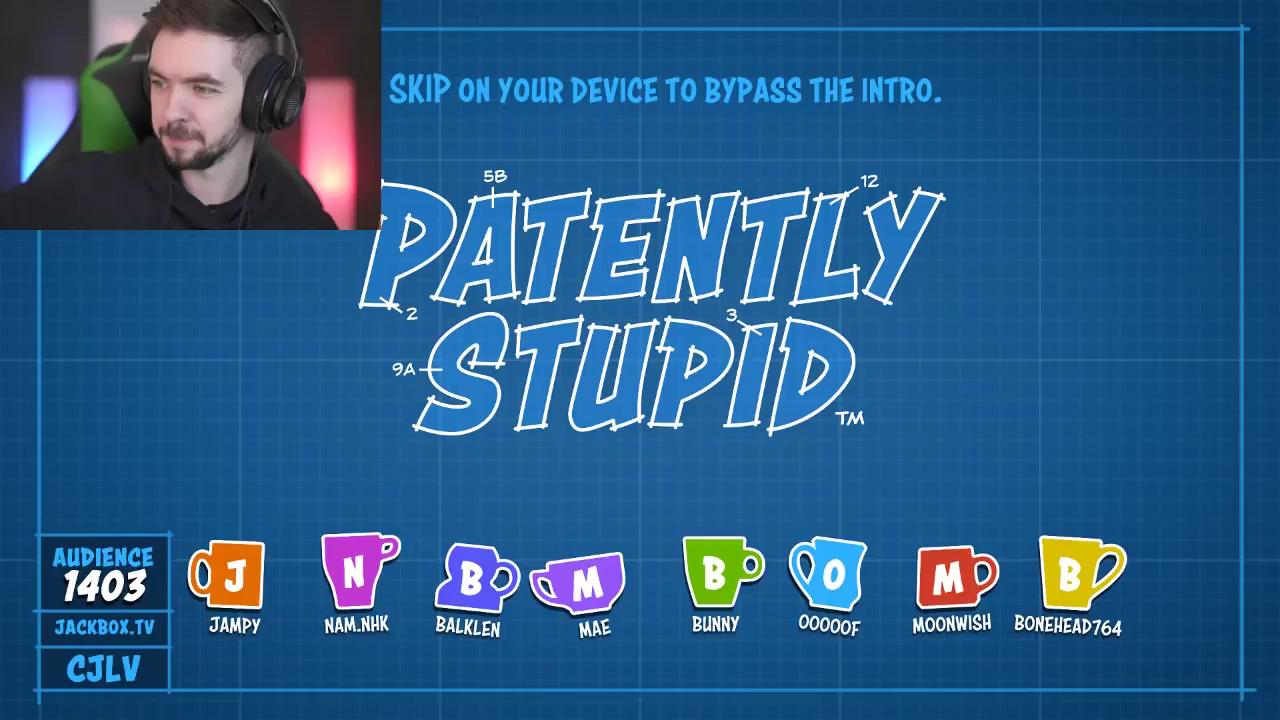 SKIP ON YOUR DEVICE TO BYPASS THE INTRO.
5B
12
PATENTLY
2
3
STUPID
9A
TM
AUDIENCE
1403
JACKBOX.TV
CJLV
J
N
B
M
B
O
M
B
JAMPY
NAM.NHK
BALKLEN
MAE
BUNNY
OOOOOF
MOONWISH
BONEHEAD764